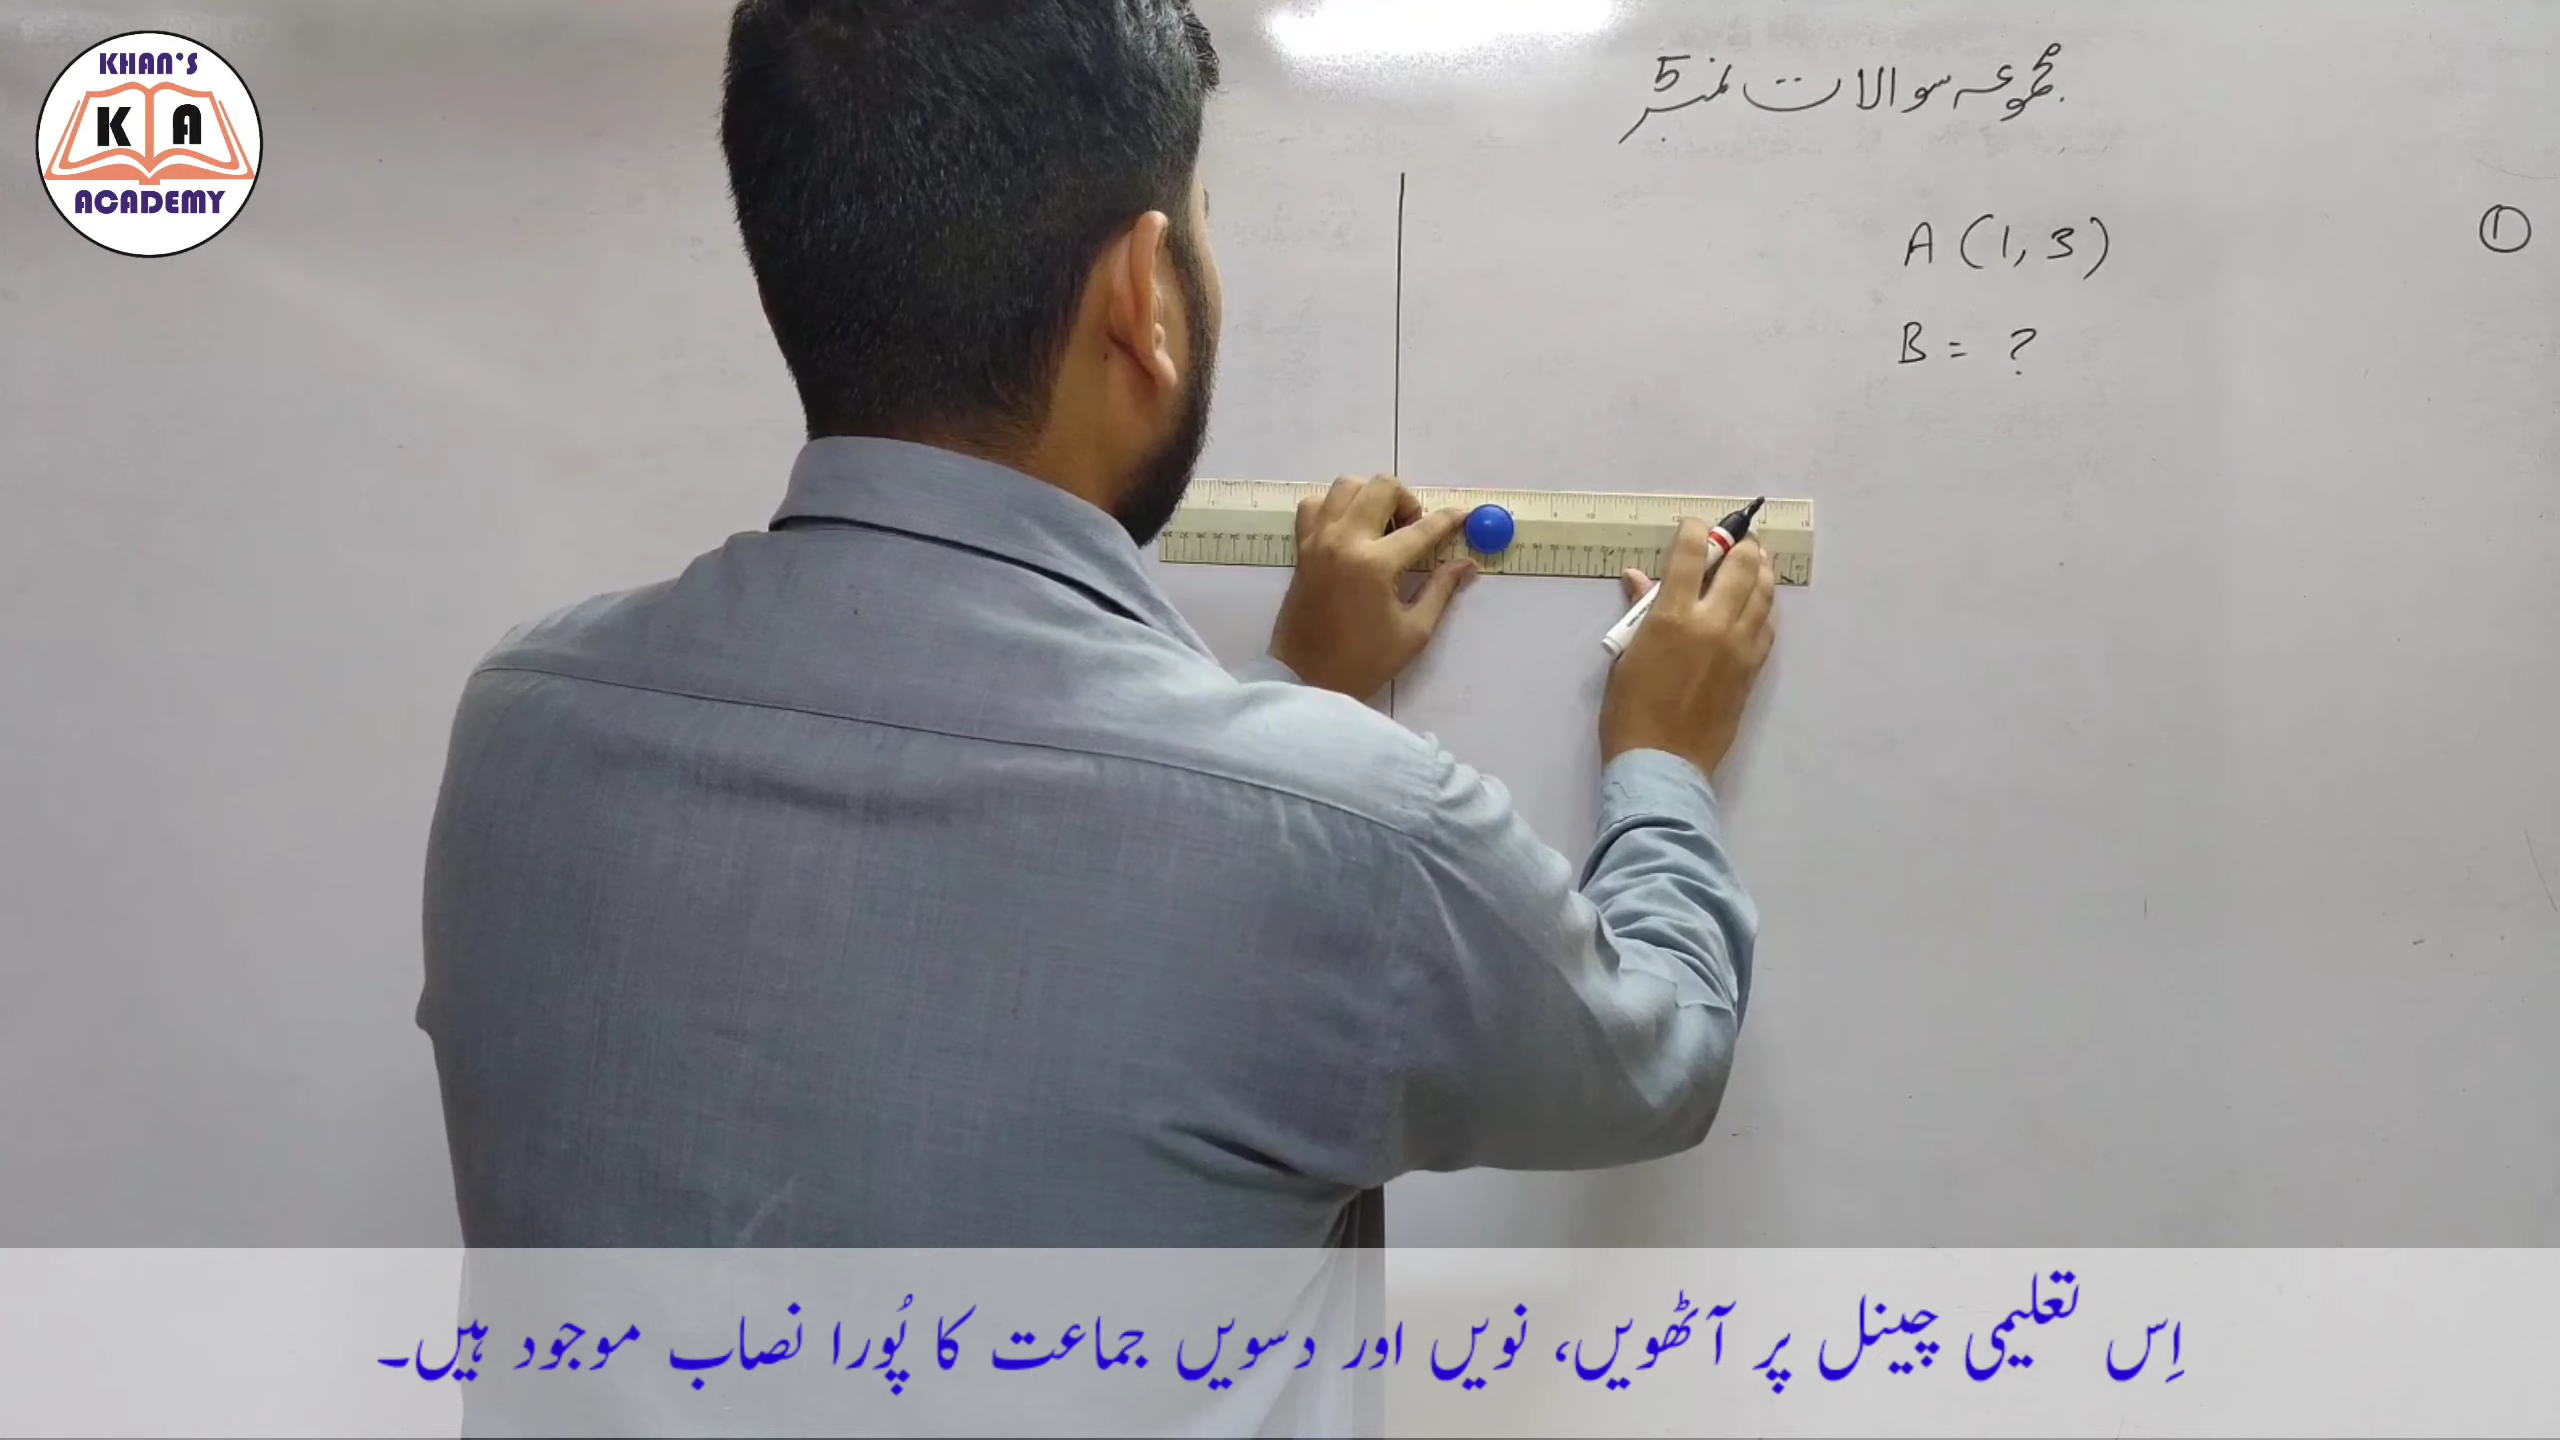 KHAN'S
K A
ACADEMY
مجموعہ سوالات نمبر 5
①
A (1, 3)
B = ?
اِس تعلیمی چینل پر آٹھویں، نویں اور دسویں جماعت کا پُورا نصاب موجود ہیں۔